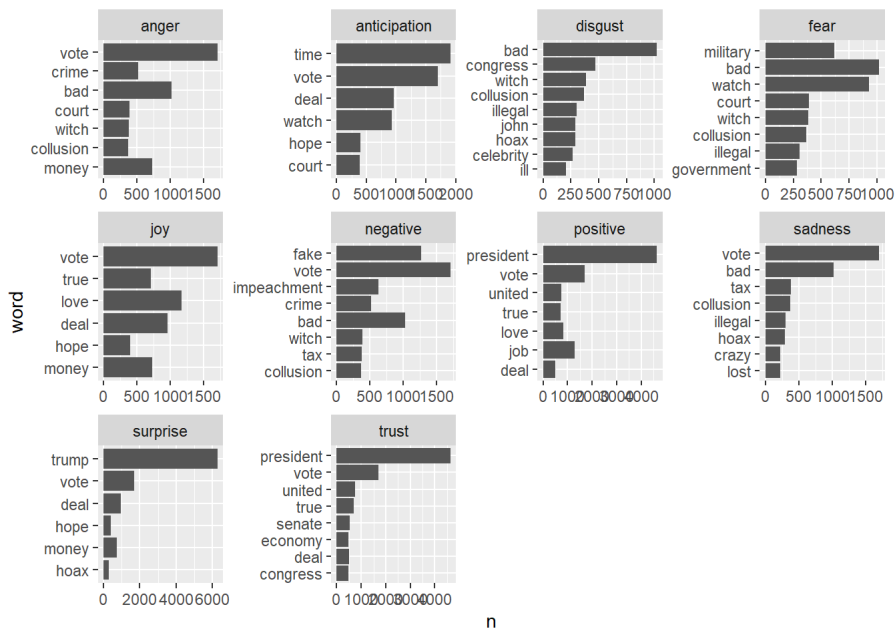 anger
vote
crime
bad
court
witch
collusion
money
0 500 1000 1500
anticipation
time
vote
deal
watch
hope
court
0 500 1000 1500 2000
disgust
bad
congress
witch
collusion
illegal
john
hoax
celebrity
ill
0 250 500 750 1000
fear
military
bad
watch
court
witch
collusion
illegal
government
0 250 500 750 1000
joy
vote
true
love
deal
hope
money
0 500 1000 1500
negative
fake
vote
impeachment
crime
bad
witch
tax
collusion
0 500 1000 1500
positive
president
vote
united
true
love
job
deal
0 1000 2000 3000 4000
sadness
vote
bad
tax
collusion
illegal
hoax
crazy
lost
0 500 1000 1500
surprise
trump
vote
deal
hope
money
hoax
0 2000 4000 6000
trust
president
vote
united
true
senate
economy
deal
congress
0 1000 2000 3000 4000
word
n